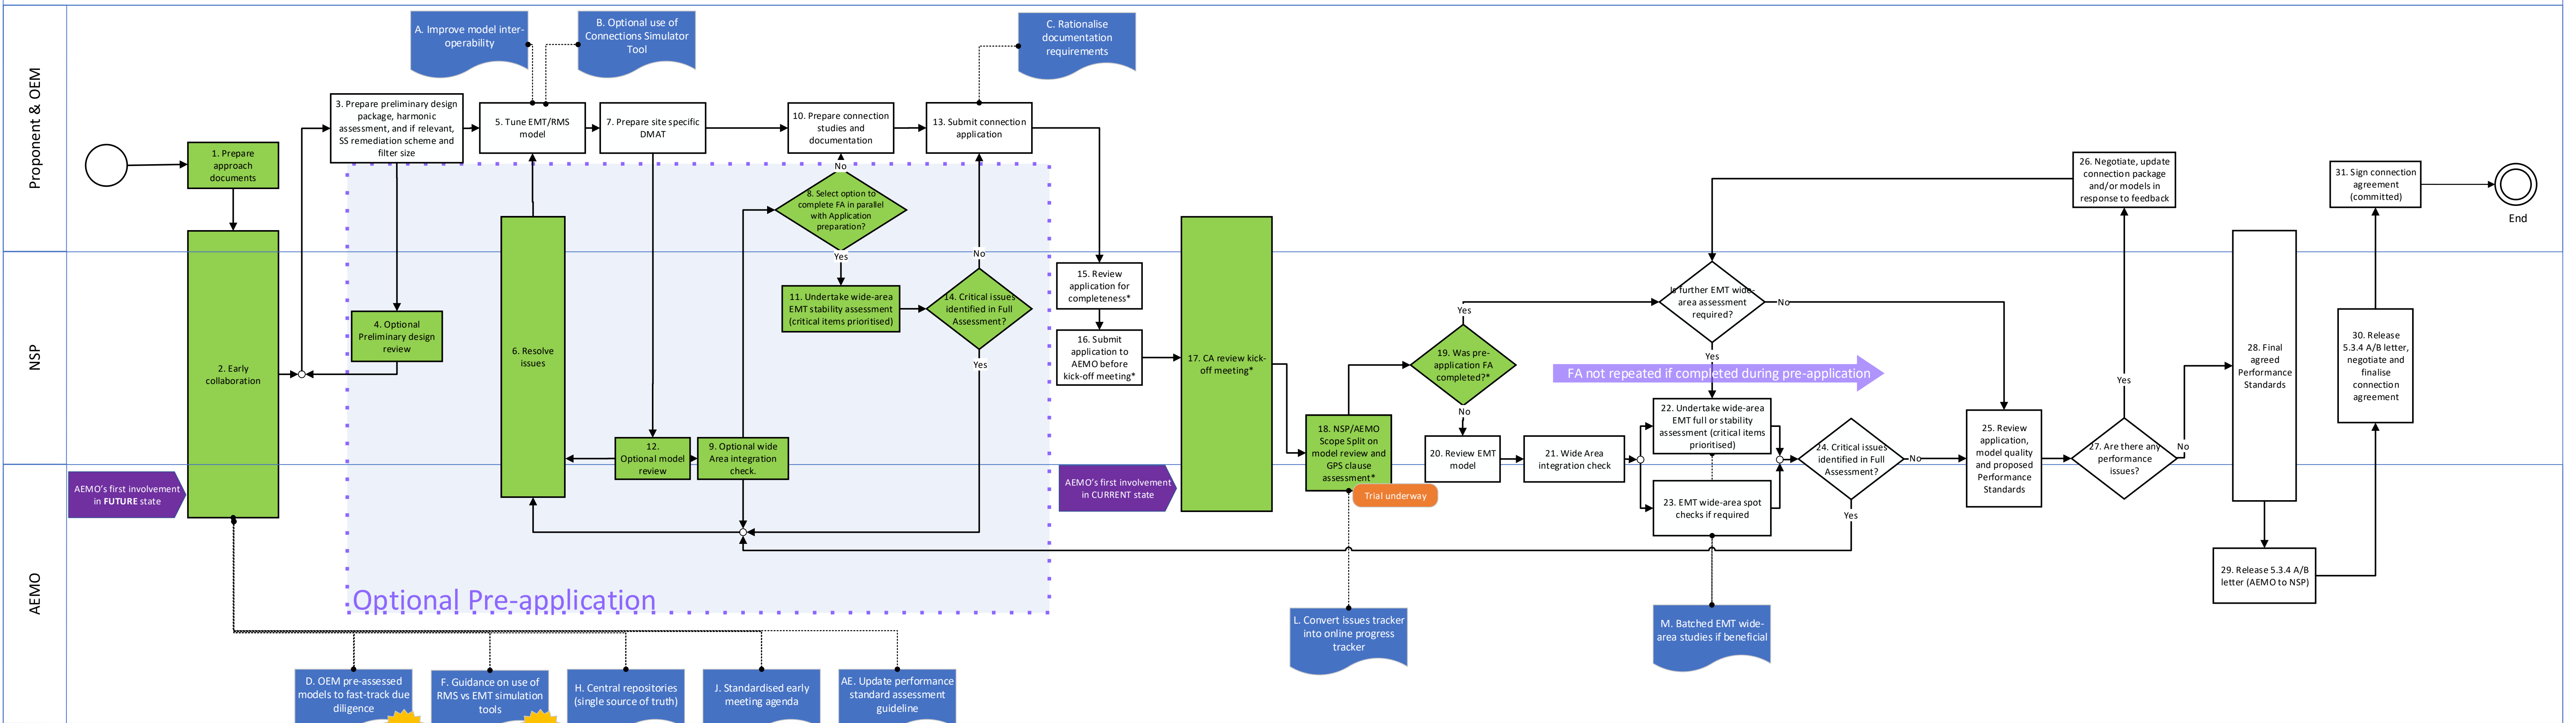 Proponent & OEM
NSP
AEMO
A. Improve model inter-
operability
B. Optional use of
Connections Simulator
Tool
C. Rationalise
documentation
requirements
1. Prepare
approach
documents
2. Early
collaboration
AEMO's first involvement
in FUTURE state
3. Prepare preliminary design
package, harmonic
assessment, and if relevant,
SS remediation scheme and
filter size
4. Optional
Preliminary design
review
5. Tune EMT/RMS
model
6. Resolve
issues
7. Prepare site specific
DMAT
No
8. Select option to
complete FA in parallel
with Application
preparation?
Yes
12.
Optional model
review
9. Optional wide
Area integration
check.
10. Prepare connection
studies and
documentation
11. Undertake wide-area
EMT stability assessment
(critical items prioritised)
13. Submit connection
application
No
14. Critical issues
identified in Full
Assessment?
Yes
Optional Pre-application
15. Review
application for
completeness*
16. Submit
application to
AEMO before
kick-off meeting*
AEMO's first involvement
in CURRENT state
17. CA review kick-
off meeting*
18. NSP/AEMO
Scope Split on
model review and
GPS clause
assessment*
Trial underway
Yes
19. Was pre-
application FA
completed?*
No
20. Review EMT
model
21. Wide Area
integration check
Is further EMT wide-
area assessment
required?
No
Yes
FA not repeated if completed during pre-application
22. Undertake wide-area
EMT full or stability
assessment (critical items
prioritised)
23. EMT wide-area spot
checks if required
24. Critical issues
identified in Full
Assessment?
No
Yes
25. Review
application,
model quality
and proposed
Performance
Standards
26. Negotiate, update
connection package
and/or models in
response to feedback
Yes
27. Are there any
performance
issues?
No
28. Final
agreed
Performance
Standards
29. Release 5.3.4 A/B
letter (AEMO to NSP)
30. Release
5.3.4 A/B letter,
negotiate and
finalise
connection
agreement
31. Sign connection
agreement
(committed)
End
D. OEM pre-assessed
models to fast-track due
diligence
F. Guidance on use of
RMS vs EMT simulation
tools
H. Central repositories
(single source of truth)
J. Standardised early
meeting agenda
AE. Update performance
standard assessment
guideline
L. Convert issues tracker
into online progress
tracker
M. Batched EMT wide-
area studies if beneficial